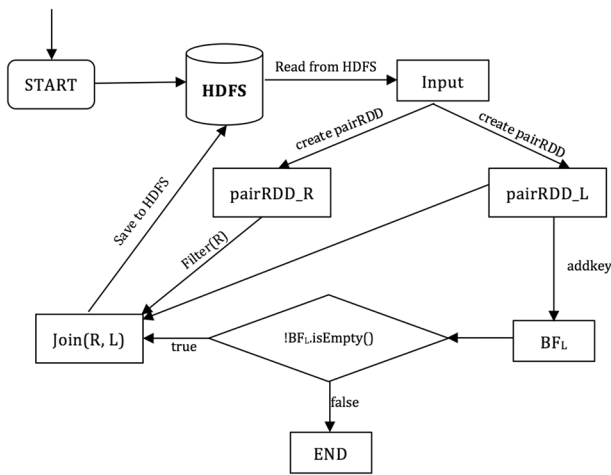 START
HDFS
Read from HDFS
Input
create pairRDD
create pairRDD
pairRDD_R
pairRDD_L
Save to HDFS
Filter(R)
addkey
Join(R, L)
true
!BFL.isEmpty()
BFL
false
END